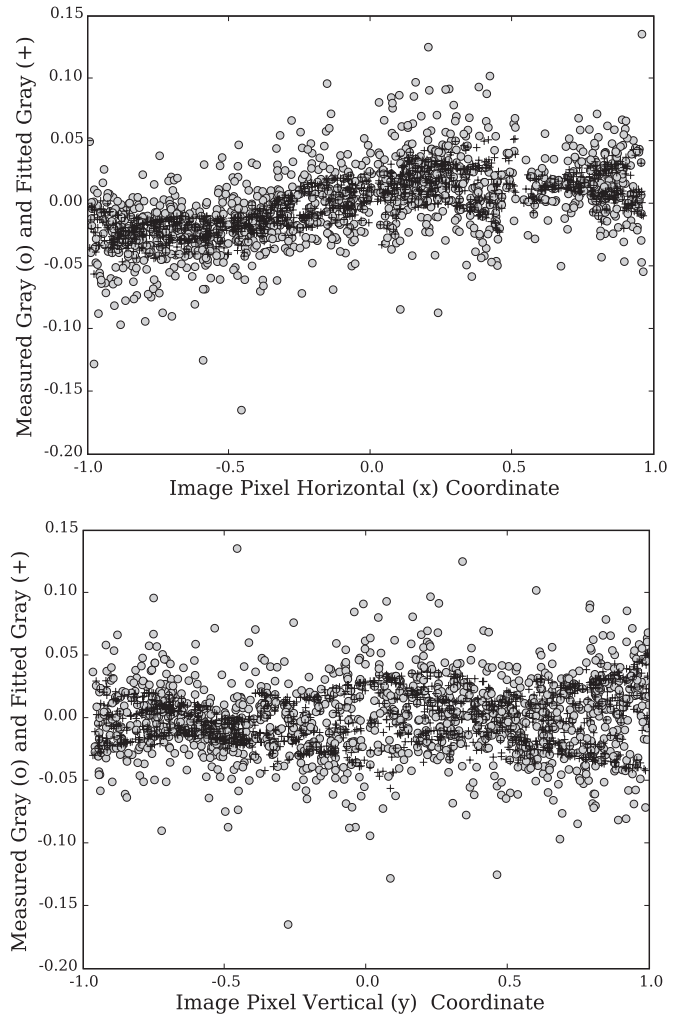 0.15
0.10
0.05
0.00
-0.05
-0.10
-0.15
-0.20
Measured Gray (o) and Fitted Gray (+)
-1.0 -0.5 0.0 0.5 1.0
Image Pixel Horizontal (x) Coordinate
0.15
0.10
0.05
0.00
-0.05
-0.10
-0.15
-0.20
Measured Gray (o) and Fitted Gray (+)
-1.0 -0.5 0.0 0.5 1.0
Image Pixel Vertical (y) Coordinate